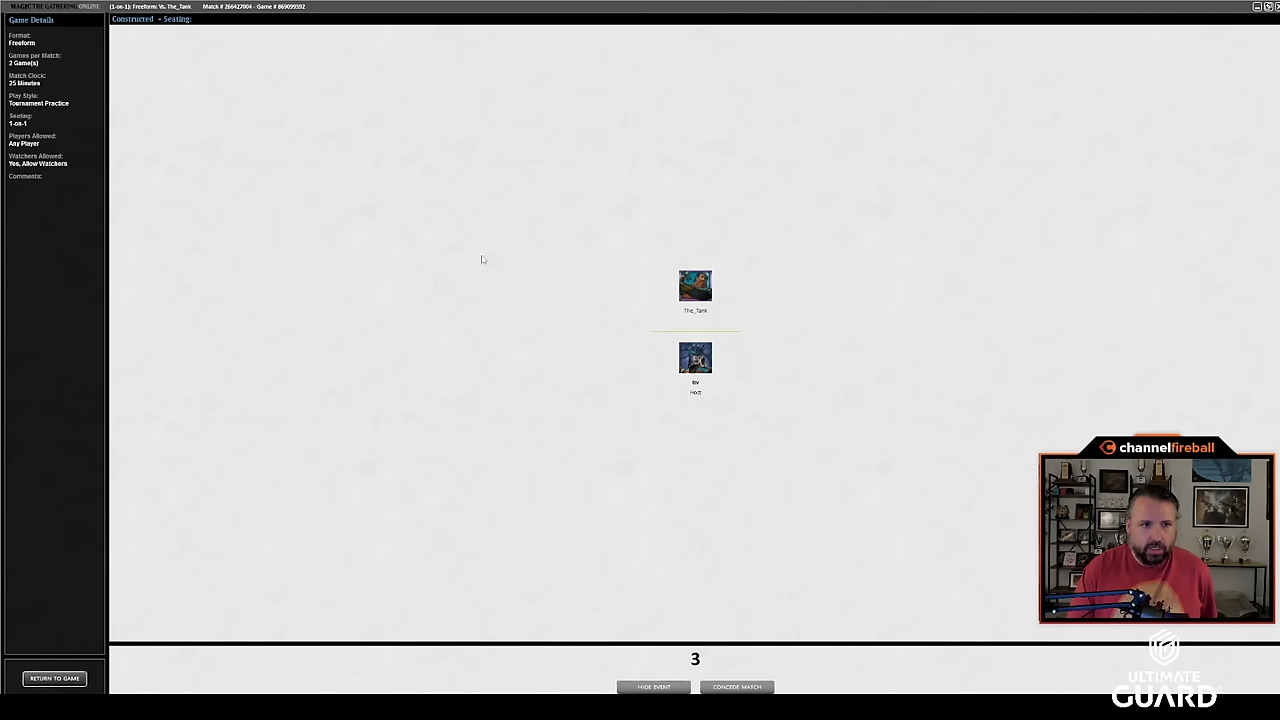 MAGIC THE GATHERING ONLINE
(1-on-1): Freeform: Vs. The_Tank
Match # 266427004 - Game # 869099592
Game Details
Constructed - Seating:
Format:
Freeform
Games per Match:
2 Game(s)
Match Clock:
25 Minutes
Play Style:
Tournament Practice
Seating:
1-on-1
Players Allowed:
Any Player
Watchers Allowed:
Yes, Allow Watchers
Comments:
The_Tank
lsv
Host
channelfireball
3
RETURN TO GAME
HIDE EVENT
CONCEDE MATCH
ULTIMATE
GUARD